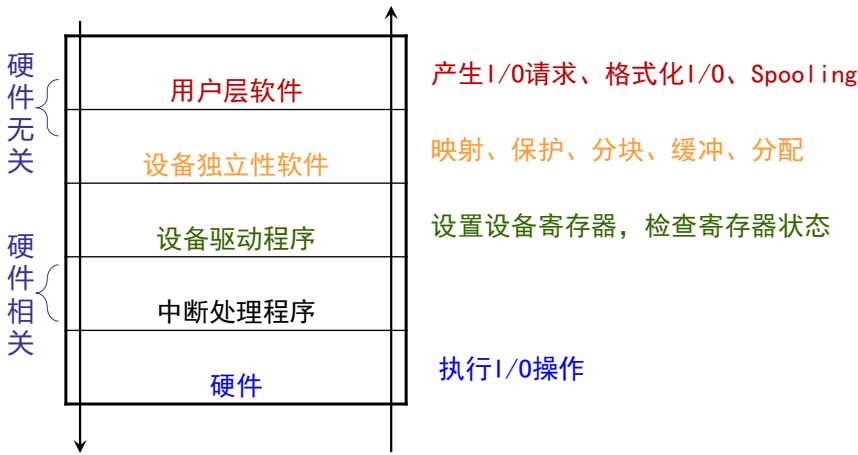 硬件无关
用户层软件
产生I/O请求、格式化I/O、Spooling
设备独立性软件
映射、保护、分块、缓冲、分配
硬件相关
设备驱动程序
设置设备寄存器，检查寄存器状态
中断处理程序
硬件
执行I/O操作